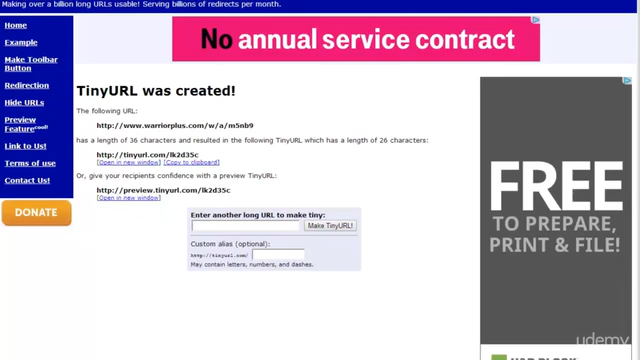 Making over a billion long URLs usable! Serving billions of redirects per month.
Home
Example
Make Toolbar
Button
Redirection
Hide URLs
Preview
Feature cool!
Link to Us!
Terms of use
Contact Us!
DONATE
No annual service contract
TinyURL was created!
The following URL:
http://www.warriorplus.com/w/a/m5nb9
has a length of 36 characters and resulted in the following TinyURL which has a length of 26 characters:
http://tinyurl.com/lk2d35c
[Open in new window] [Copy to clipboard]
Or, give your recipients confidence with a preview TinyURL:
http://preview.tinyurl.com/lk2d35c
[Open in new window]
Enter another long URL to make tiny:
Make TinyURL!
Custom alias (optional):
http://tinyurl.com/
May contain letters, numbers, and dashes.
FREE
TO PREPARE,
PRINT & FILE!
H&R BLOCK
udemy